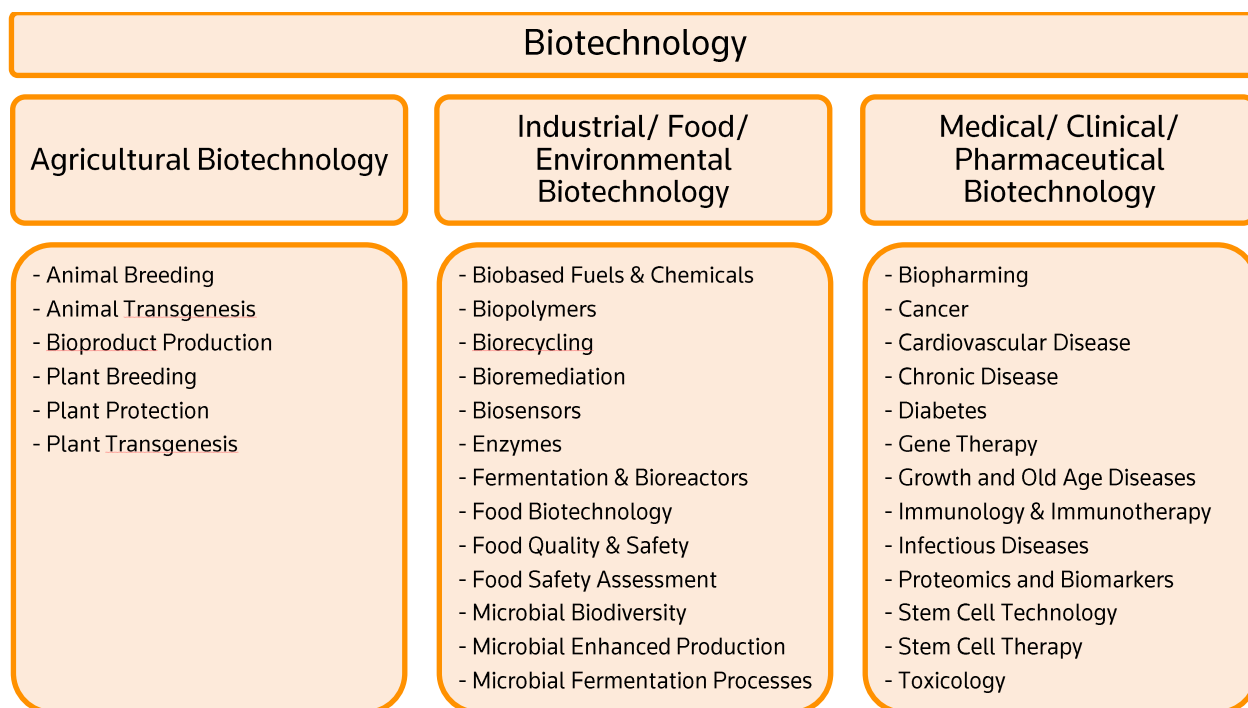 Biotechnology
Agricultural Biotechnology
Industrial/ Food/
Environmental
Biotechnology
Medical/ Clinical/
Pharmaceutical
Biotechnology
- Animal Breeding
- Animal Transgenesis
- Bioproduct Production
- Plant Breeding
- Plant Protection
- Plant Transgenesis
- Biobased Fuels & Chemicals
- Biopolymers
- Biorecycling
- Bioremediation
- Biosensors
- Enzymes
- Fermentation & Bioreactors
- Food Biotechnology
- Food Quality & Safety
- Food Safety Assessment
- Microbial Biodiversity
- Microbial Enhanced Production
- Microbial Fermentation Processes
- Biopharming
- Cancer
- Cardiovascular Disease
- Chronic Disease
- Diabetes
- Gene Therapy
- Growth and Old Age Diseases
- Immunology & Immunotherapy
- Infectious Diseases
- Proteomics and Biomarkers
- Stem Cell Technology
- Stem Cell Therapy
- Toxicology